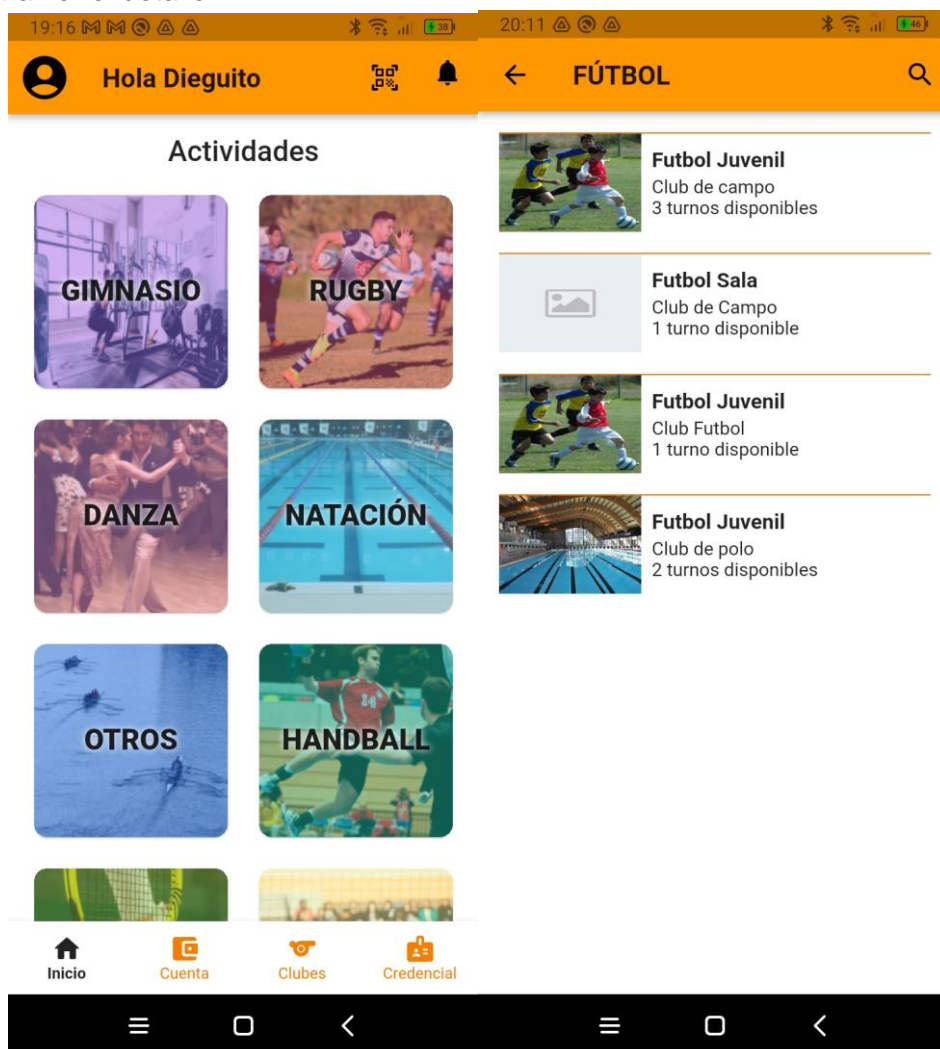 19:16
38
Hola Dieguito
Actividades
GIMNASIO
RUGBY
DANZA
NATACIÓN
OTROS
HANDBALL
14
Inicio
Cuenta
Clubes
Credencial
20:11
46
FÚTBOL
Futbol Juvenil
Club de campo
3 turnos disponibles
Futbol Sala
Club de Campo
1 turno disponible
Futbol Juvenil
Club Futbol
1 turno disponible
Futbol Juvenil
Club de polo
2 turnos disponibles